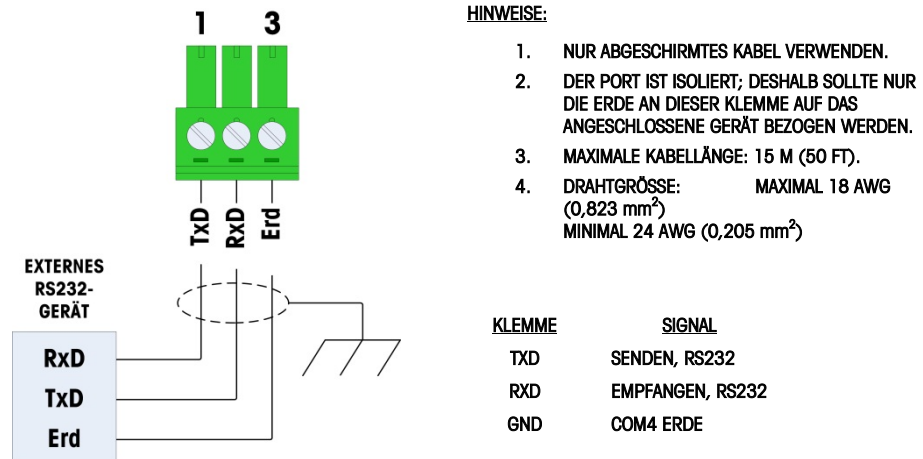 1 3
TxD
RxD
Erd
EXTERNES
RS232-
GERÄT
RxD
TxD
Erd
HINWEISE:
1. NUR ABGESCHIRMTES KABEL VERWENDEN.
2. DER PORT IST ISOLIERT; DESHALB SOLLTE NUR
DIE ERDE AN DIESER KLEMME AUF DAS
ANGESCHLOSSENE GERÄT BEZOGEN WERDEN.
3. MAXIMALE KABELLÄNGE: 15 M (50 FT).
4. DRAHTGRÖSSE: MAXIMAL 18 AWG
(0,823 mm²)
MINIMAL 24 AWG (0,205 mm²)
KLEMME SIGNAL
TXD SENDEN, RS232
RXD EMPFANGEN, RS232
GND COM4 ERDE